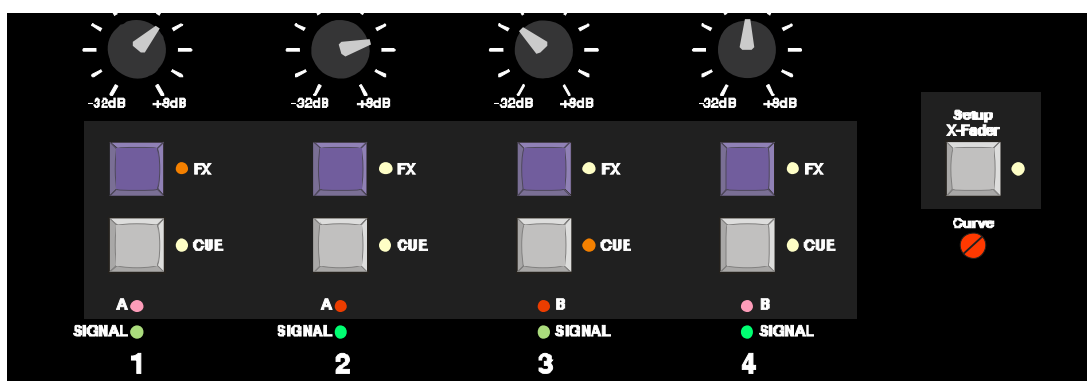 -32dB +9dB -32dB +9dB -32dB +9dB -32dB +9dB
Setup
X-Fader
FX FX FX FX
Curve
CUE CUE CUE CUE
A A B B
SIGNAL SIGNAL SIGNAL SIGNAL
1 2 3 4